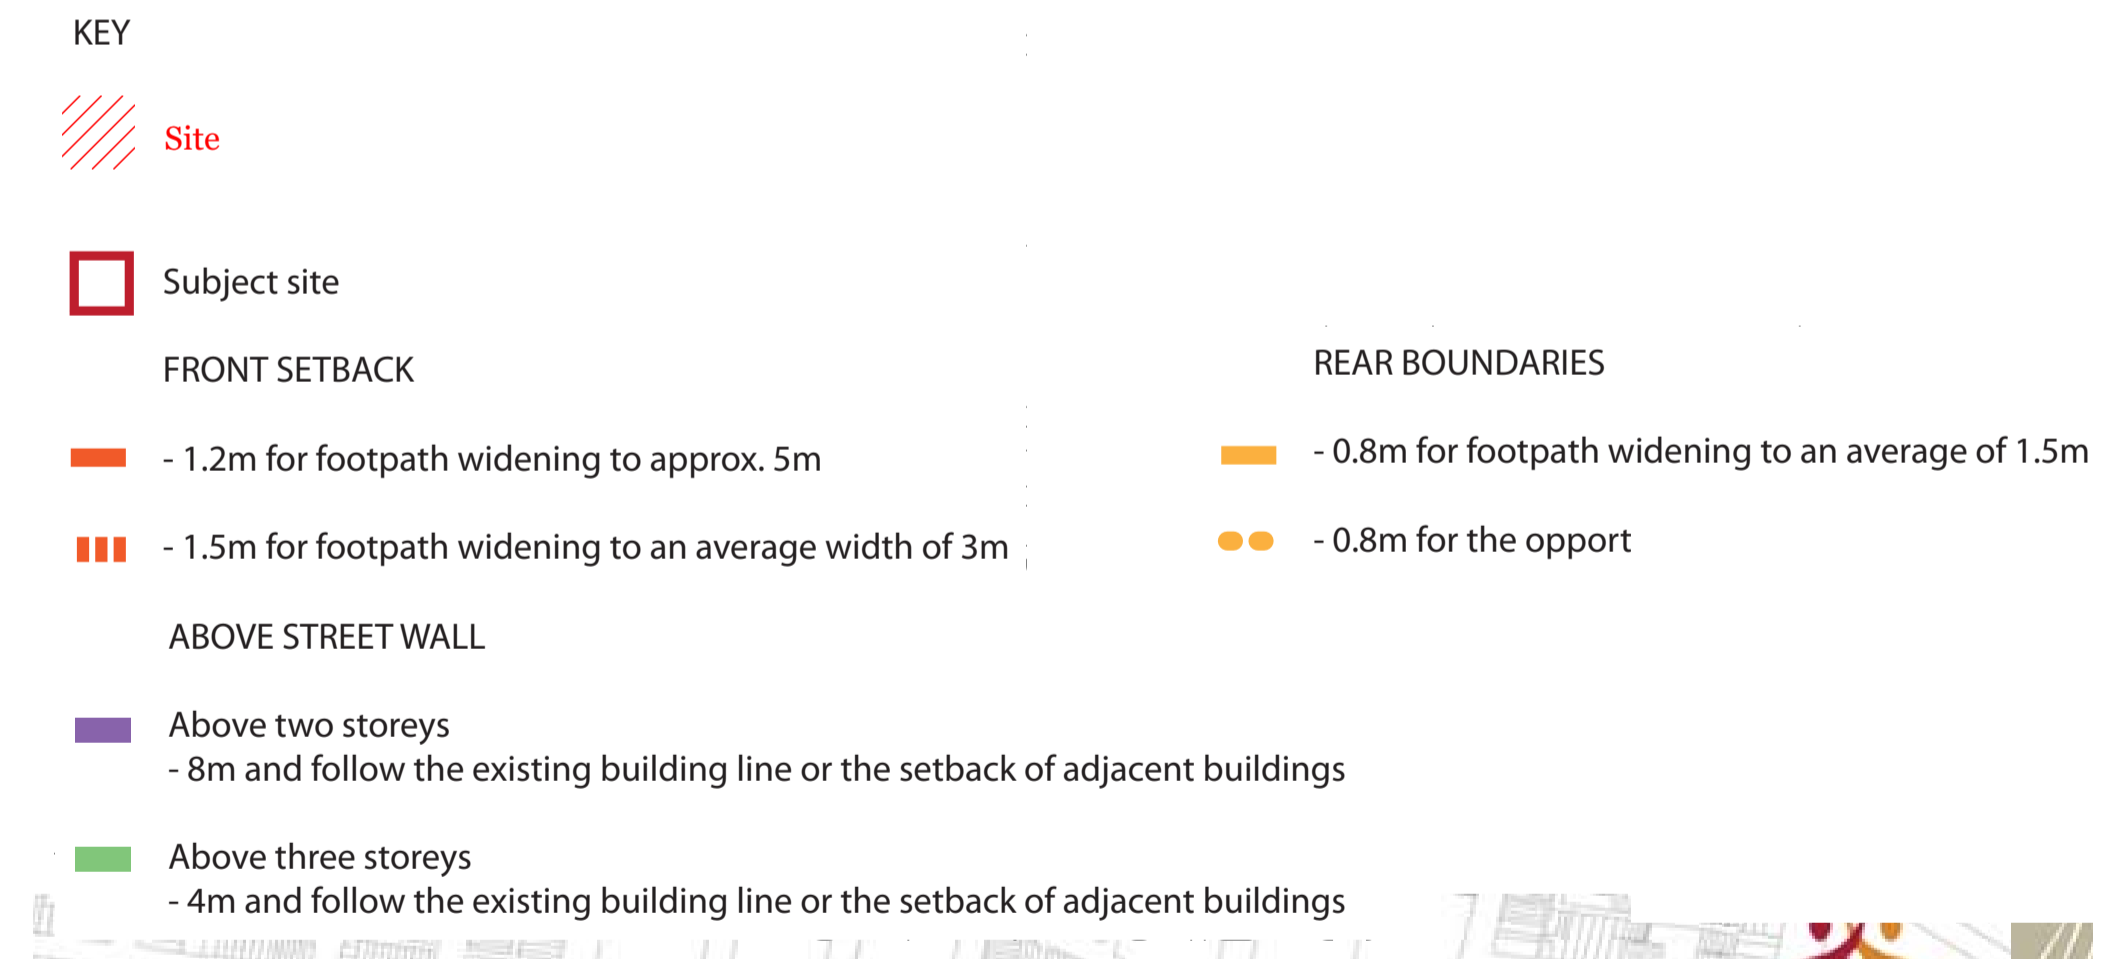 KEY
Site
Subject site
FRONT SETBACK
- 1.2m for footpath widening to approx. 5m
- 1.5m for footpath widening to an average width of 3m
ABOVE STREET WALL
Above two storeys
- 8m and follow the existing building line or the setback of adjacent buildings
Above three storeys
- 4m and follow the existing building line or the setback of adjacent buildings
REAR BOUNDARIES
- 0.8m for footpath widening to an average of 1.5m
- 0.8m for the opport